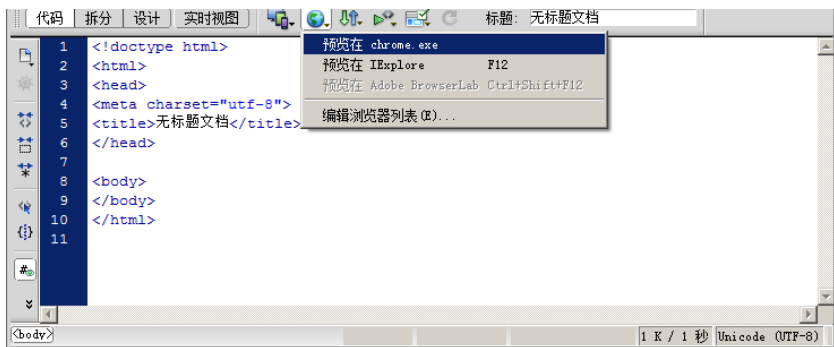 代码 拆分 设计 实时视图 标题: 无标题文档
预览在 chrome.exe
预览在 IExplore F12
预览在 Adobe BrowserLab Ctrl+Shift+F12
编辑浏览器列表(E)...
1 <!doctype html>
2 <html>
3 <head>
4 <meta charset="utf-8">
5 <title>无标题文档</title>
6 </head>
7
8 <body>
9 </body>
10 </html>
11
<body> 1 K / 1 秒 Unicode (UTF-8)